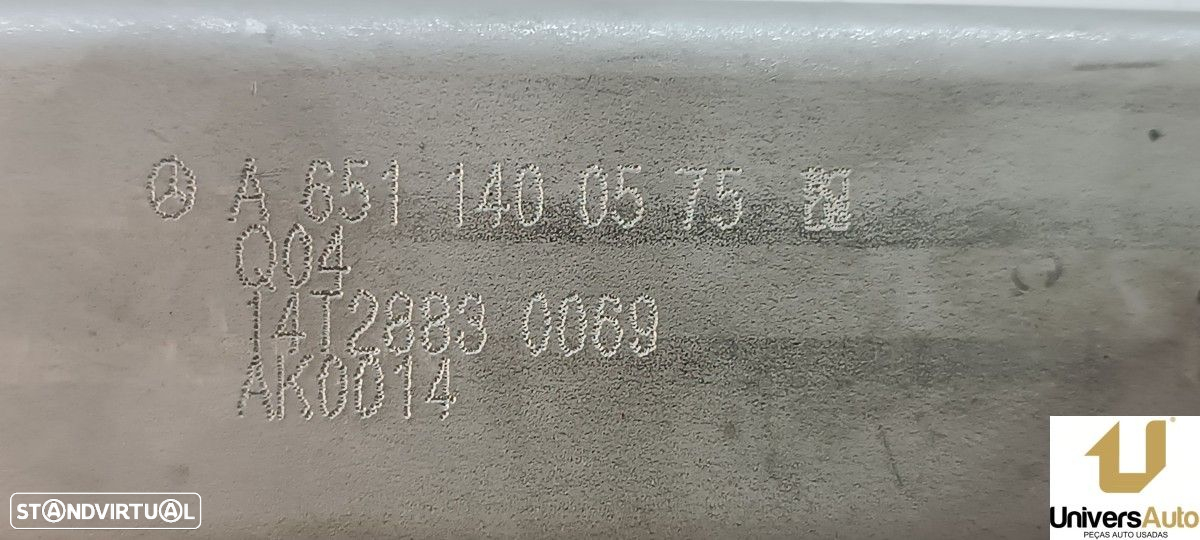 A 651 140 05 75
Q04
14T2883 0069
AK0014
STANDVIRTUAL
UniversAuto
PEÇAS AUTO USADAS